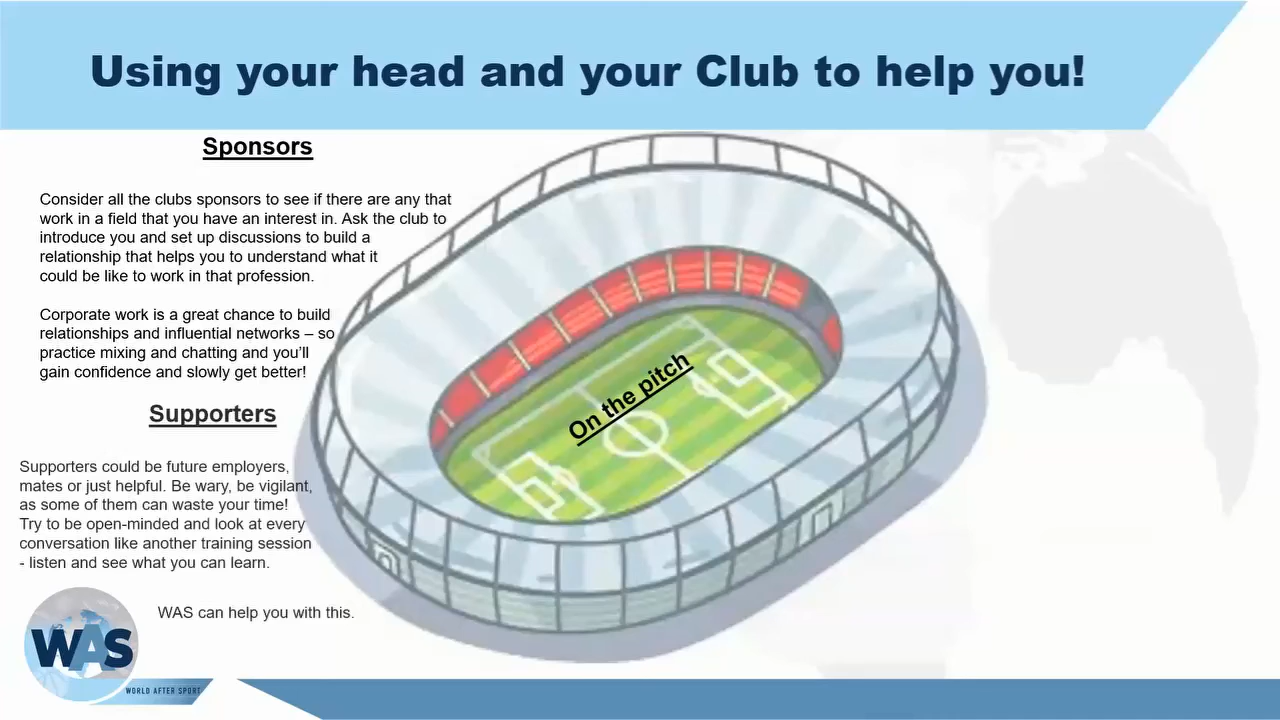 Using your head and your Club to help you!
Sponsors
Consider all the clubs sponsors to see if there are any that
work in a field that you have an interest in. Ask the club to
introduce you and set up discussions to build a
relationship that helps you to understand what it
could be like to work in that profession.
Corporate work is a great chance to build
relationships and influential networks – so
practice mixing and chatting and you’ll
gain confidence and slowly get better!
On the pitch
Supporters
Supporters could be future employers,
mates or just helpful. Be wary, be vigilant,
as some of them can waste your time!
Try to be open-minded and look at every
conversation like another training session
- listen and see what you can learn.
WAS can help you with this.
WAS
WORLD AFTER SPORT